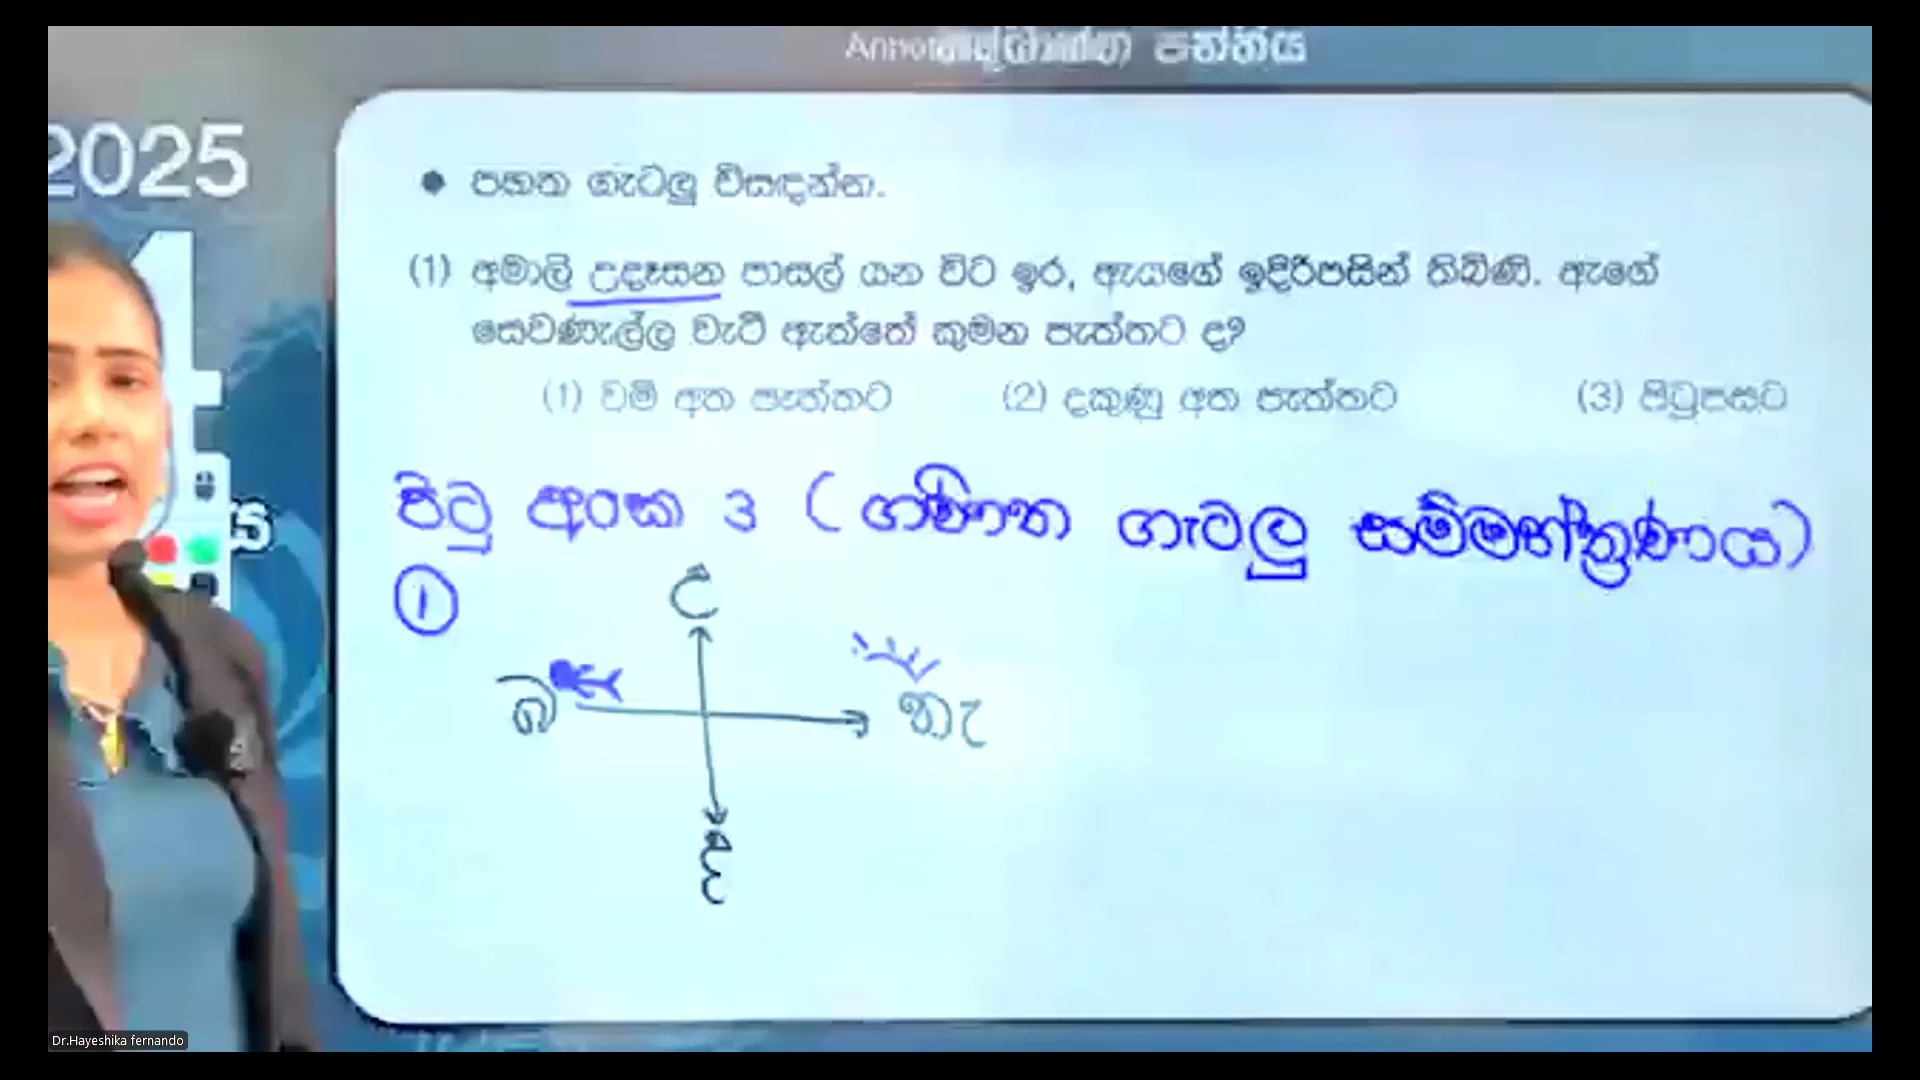 පන්තිය
2025
● පහත ගැටලු විසඳන්න.
(1) අමාලි උදෑසන පාසල් යන විට ඉර, ඇයගේ ඉදිරිපසින් තිබිණි. ඇගේ
සෙවණැල්ල වැටී ඇත්තේ කුමන පැත්තට ද?
(1) වම් අත පැත්තට (2) දකුණු අත පැත්තට (3) පිටුපසට
පිටු අංක 3 (ගණිත ගැටලු සම්මන්ත්‍රණය)
1
උ
බ නැ
ද
Dr.Hayeshika fernando